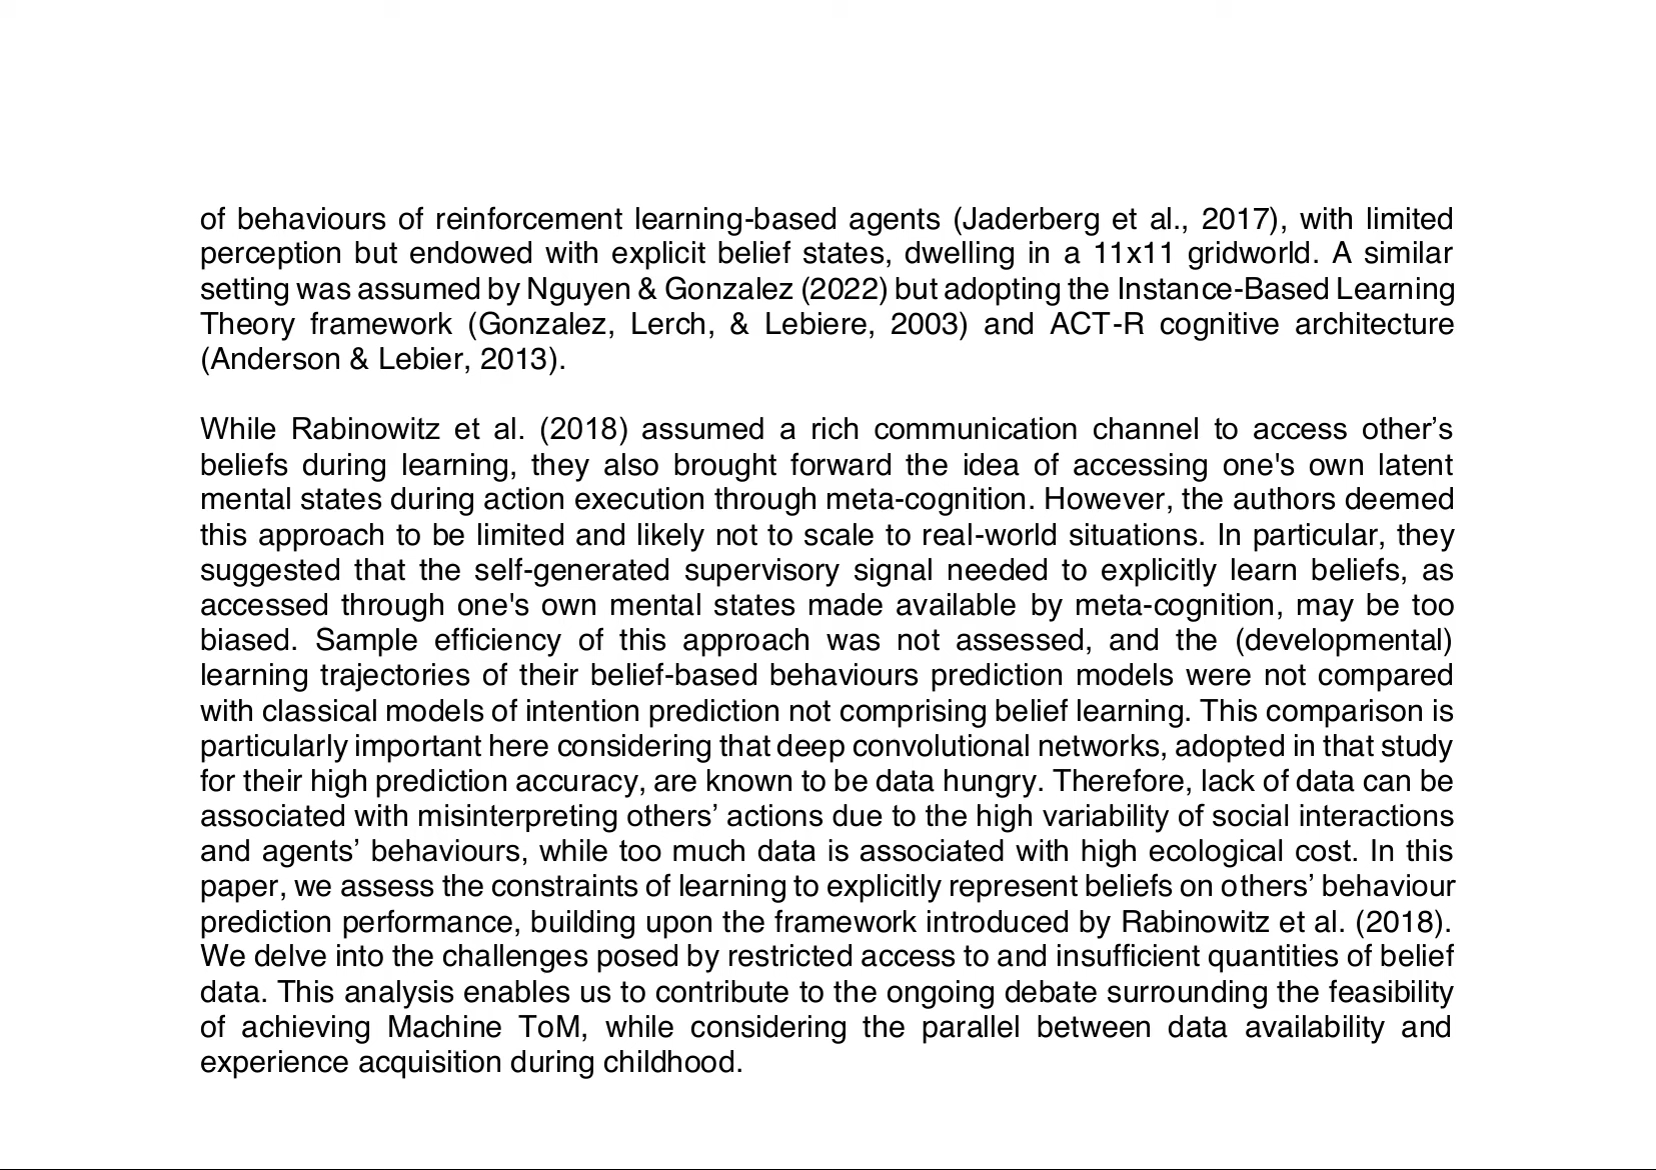 of behaviours of reinforcement learning-based agents (Jaderberg et al., 2017), with limited
perception but endowed with explicit belief states, dwelling in a 11x11 gridworld. A similar
setting was assumed by Nguyen & Gonzalez (2022) but adopting the Instance-Based Learning
Theory framework (Gonzalez, Lerch, & Lebiere, 2003) and ACT-R cognitive architecture
(Anderson & Lebier, 2013).
While Rabinowitz et al. (2018) assumed a rich communication channel to access other’s
beliefs during learning, they also brought forward the idea of accessing one's own latent
mental states during action execution through meta-cognition. However, the authors deemed
this approach to be limited and likely not to scale to real-world situations. In particular, they
suggested that the self-generated supervisory signal needed to explicitly learn beliefs, as
accessed through one's own mental states made available by meta-cognition, may be too
biased. Sample efficiency of this approach was not assessed, and the (developmental)
learning trajectories of their belief-based behaviours prediction models were not compared
with classical models of intention prediction not comprising belief learning. This comparison is
particularly important here considering that deep convolutional networks, adopted in that study
for their high prediction accuracy, are known to be data hungry. Therefore, lack of data can be
associated with misinterpreting others’ actions due to the high variability of social interactions
and agents’ behaviours, while too much data is associated with high ecological cost. In this
paper, we assess the constraints of learning to explicitly represent beliefs on others’ behaviour
prediction performance, building upon the framework introduced by Rabinowitz et al. (2018).
We delve into the challenges posed by restricted access to and insufficient quantities of belief
data. This analysis enables us to contribute to the ongoing debate surrounding the feasibility
of achieving Machine ToM, while considering the parallel between data availability and
experience acquisition during childhood.